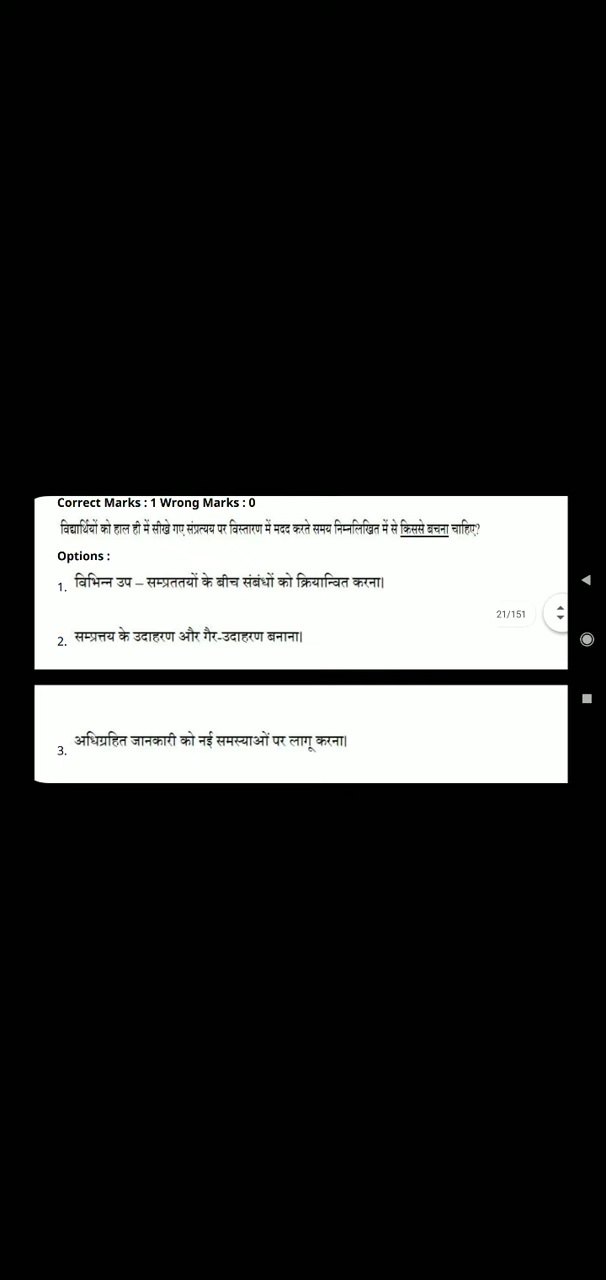 Correct Marks : 1 Wrong Marks : 0
विद्यार्थियों को हाल ही में सीखे गए संप्रत्यय पर विस्तारण में मदद करते समय निम्नलिखित में से किससे बचना चाहिए?
Options :
1. विभिन्न उप – सम्प्रततयों के बीच संबंधों को क्रियान्वित करना।
21/151
2. सम्प्रत्तय के उदाहरण और गैर-उदाहरण बनाना।
3. अधिग्रहित जानकारी को नई समस्याओं पर लागू करना।